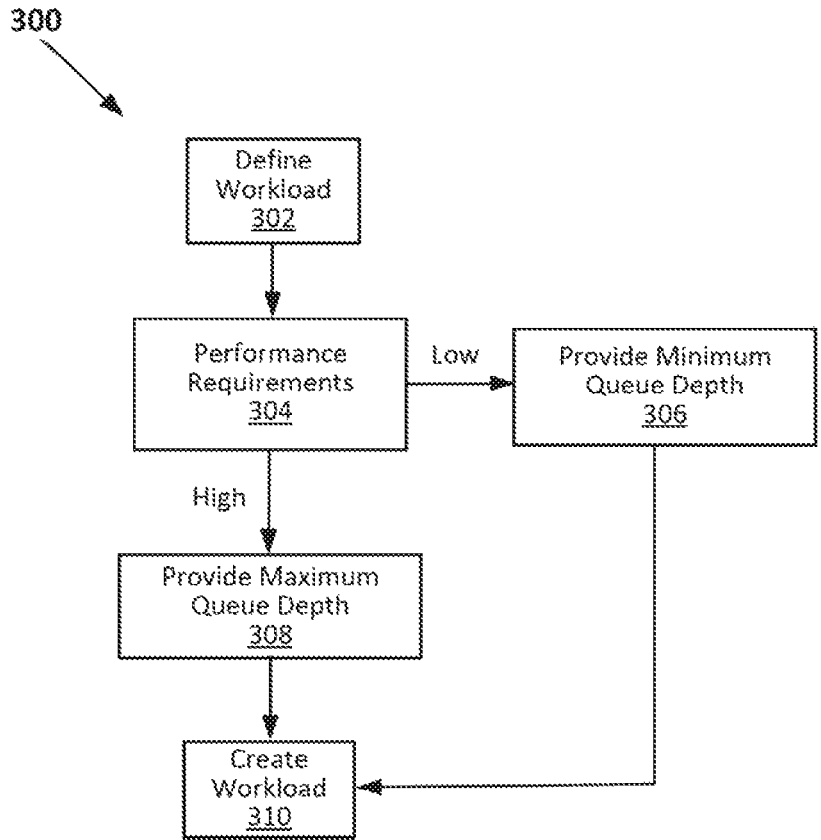 300
Define
Workload
302
Performance
Requirements
304
Low
Provide Minimum
Queue Depth
306
High
Provide Maximum
Queue Depth
308
Create
Workload
310